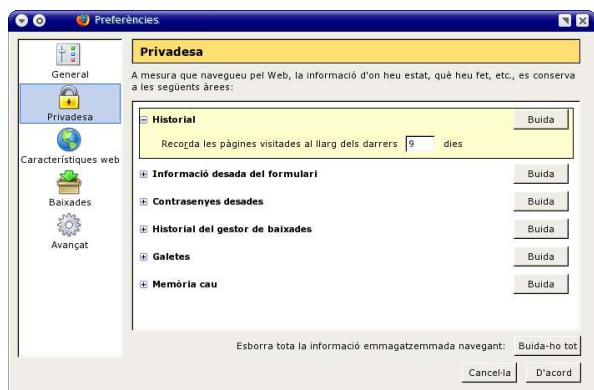 Preferències
General
Privadesa
Característiques web
Baixades
Avançat
Privadesa
A mesura que navegueu pel Web, la informació d'on heu estat, què heu fet, etc., es conserva
a les següents àrees:
Historial Buida
Recorda les pàgines visitades al llarg dels darrers 9 dies
Informació desada del formulari Buida
Contrasenyes desades Buida
Historial del gestor de baixades Buida
Galetes Buida
Memòria cau Buida
Esborra tota la informació emmagatzemmada navegant: Buida-ho tot
Cancel·la D'acord